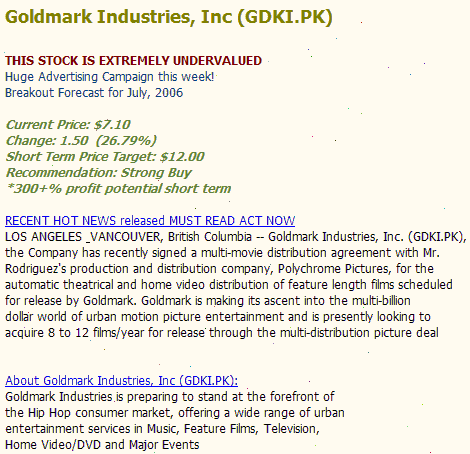 Goldmark Industries, Inc (GDKI.PK)
THIS STOCK IS EXTREMELY UNDERVALUED
Huge Advertising Campaign this week!
Breakout Forecast for July, 2006
Current Price: $7.10
Change: 1.50 (26.79%)
Short Term Price Target: $12.00
Recommendation: Strong Buy
*300+% profit potential short term
RECENT HOT NEWS released MUST READ ACT NOW
LOS ANGELES _VANCOUVER, British Columbia -- Goldmark Industries, Inc. (GDKI.PK),
the Company has recently signed a multi-movie distribution agreement with Mr.
Rodriguez's production and distribution company, Polychrome Pictures, for the
automatic theatrical and home video distribution of feature length films scheduled
for release by Goldmark. Goldmark is making its ascent into the multi-billion
dollar world of urban motion picture entertainment and is presently looking to
acquire 8 to 12 films/year for release through the multi-distribution picture deal
About Goldmark Industries, Inc (GDKI.PK):
Goldmark Industries is preparing to stand at the forefront of
the Hip Hop consumer market, offering a wide range of urban
entertainment services in Music, Feature Films, Television,
Home Video/DVD and Major Events